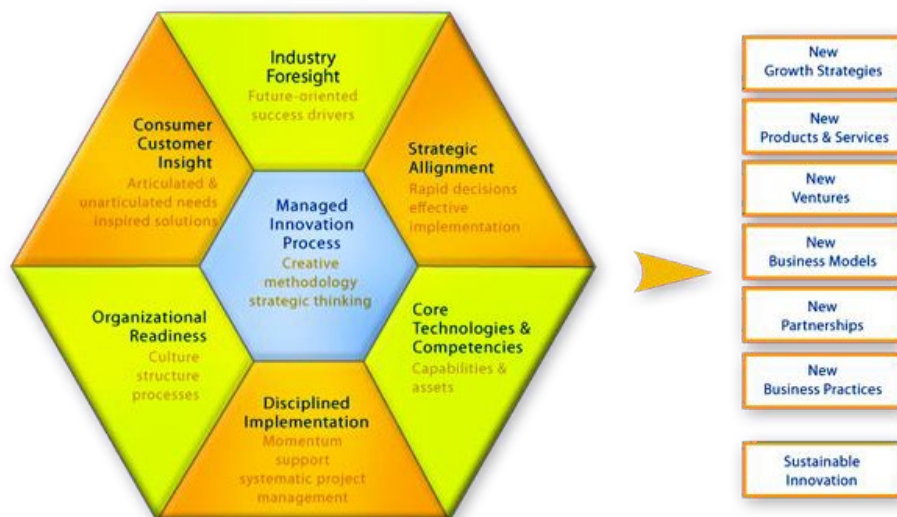 Industry
Foresight
Future-oriented
success drivers
Consumer
Customer
Insight
Articulated &
unarticulated needs
inspired solutions
Strategic
Allignment
Rapid decisions
effective
implementation
Managed
Innovation
Process
Creative
methodology
strategic thinking
Organizational
Readiness
Culture
structure
processes
Core
Technologies &
Competencies
Capabilities &
assets
Disciplined
Implementation
Momentum
support
systematic project
management
New
Growth Strategies
New
Products & Services
New
Ventures
New
Business Models
New
Partnerships
New
Business Practices
Sustainable
Innovation